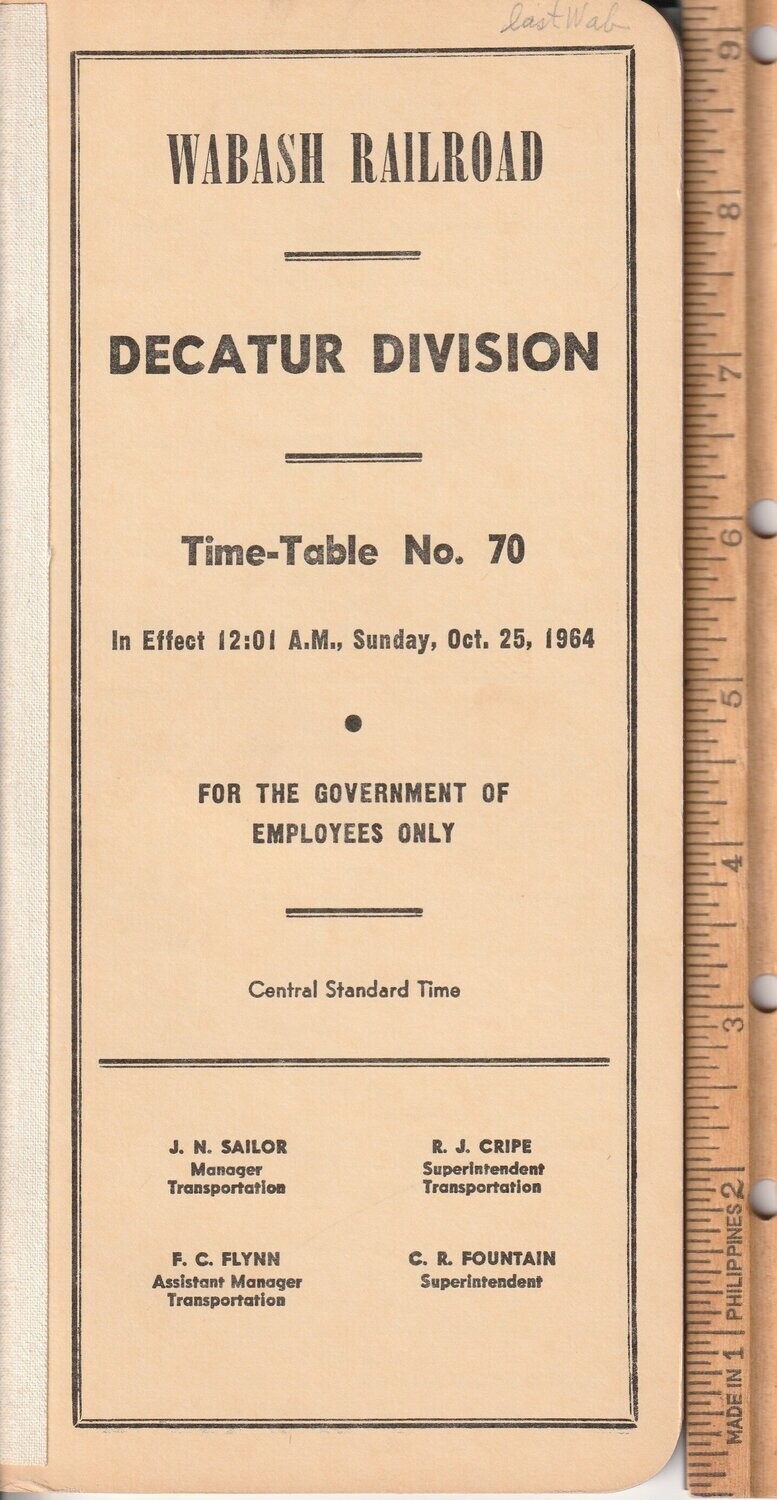 last Wab
WABASH RAILROAD
DECATUR DIVISION
Time-Table No. 70
In Effect 12:01 A.M., Sunday, Oct. 25, 1964
FOR THE GOVERNMENT OF
EMPLOYEES ONLY
Central Standard Time
J. N. SAILOR
Manager
Transportation
R. J. CRIPE
Superintendent
Transportation
F. C. FLYNN
Assistant Manager
Transportation
C. R. FOUNTAIN
Superintendent
9
8
7
6
5
4
3
2
1
MADE IN PHILIPPINES